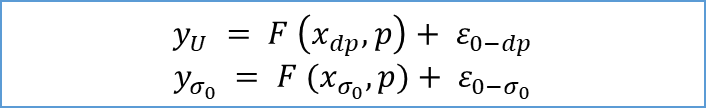 y_U = F (x_{dp}, p) + ε_{0−dp}
y_{σ_0} = F (x_{σ_0}, p) + ε_{0−σ_0}